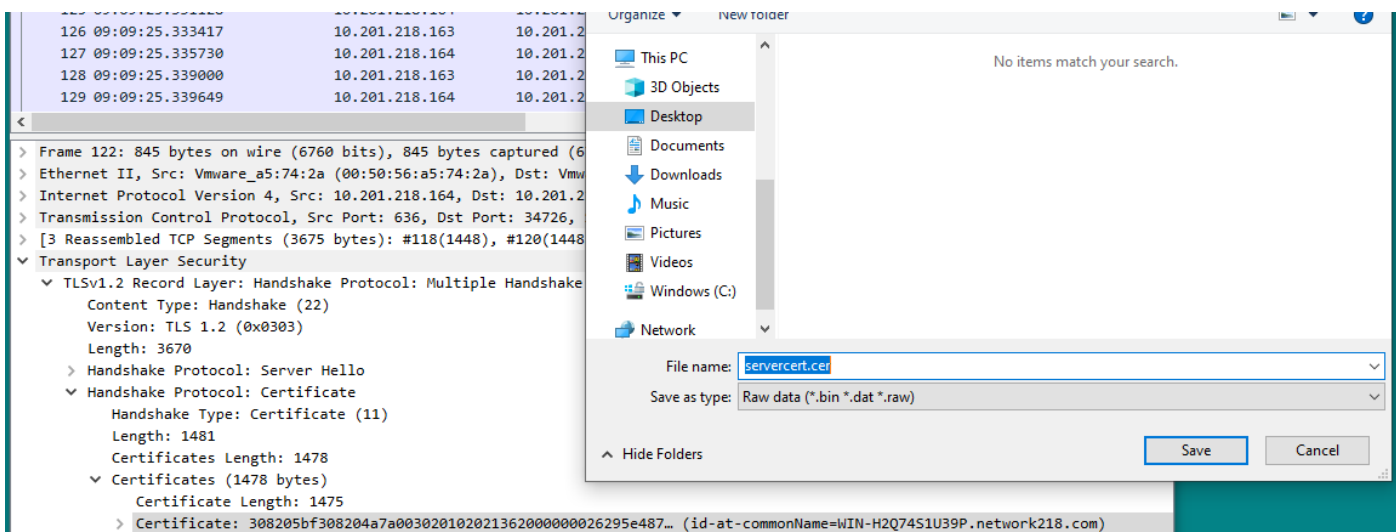 Organize New folder
126 09:09:25.333417 10.201.218.163 10.201.2
127 09:09:25.335730 10.201.218.164 10.201.2
128 09:09:25.339000 10.201.218.163 10.201.2
129 09:09:25.339649 10.201.218.164 10.201.2
> Frame 122: 845 bytes on wire (6760 bits), 845 bytes captured (6
> Ethernet II, Src: Vmware_a5:74:2a (00:50:56:a5:74:2a), Dst: Vmw
> Internet Protocol Version 4, Src: 10.201.218.164, Dst: 10.201.2
> Transmission Control Protocol, Src Port: 636, Dst Port: 34726,
> [3 Reassembled TCP Segments (3675 bytes): #118(1448), #120(1448
Transport Layer Security
TLSv1.2 Record Layer: Handshake Protocol: Multiple Handshake
Content Type: Handshake (22)
Version: TLS 1.2 (0x0303)
Length: 3670
> Handshake Protocol: Server Hello
Handshake Protocol: Certificate
Handshake Type: Certificate (11)
Length: 1481
Certificates Length: 1478
Certificates (1478 bytes)
Certificate Length: 1475
> Certificate: 308205bf308204a7a00302010202136200000026295e487… (id-at-commonName=WIN-H2Q74S1U39P.network218.com)
This PC
3D Objects
Desktop
Documents
Downloads
Music
Pictures
Videos
Windows (C:)
Network
No items match your search.
File name: servercert.cer
Save as type: Raw data (*.bin *.dat *.raw)
Hide Folders
Save Cancel